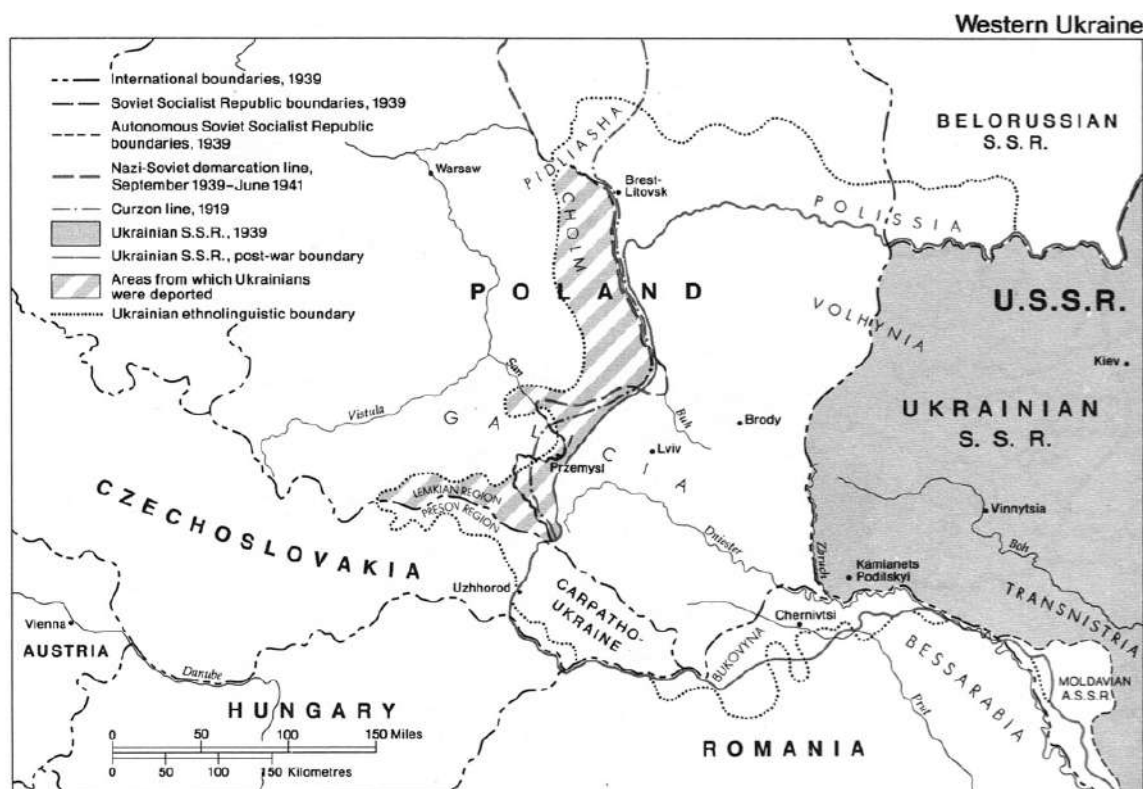 Western Ukraine
International boundaries, 1939
Soviet Socialist Republic boundaries, 1939
Autonomous Soviet Socialist Republic
boundaries, 1939
Nazi-Soviet demarcation line,
September 1939–June 1941
Curzon line, 1919
Ukrainian S.S.R., 1939
Ukrainian S.S.R., post-war boundary
Areas from which Ukrainians
were deported
Ukrainian ethnolinguistic boundary
BELORUSSIAN
S.S.R.
PIDLIASHA
Warsaw
Brest-
Litovsk
CHOLM
POLISSIA
POLAND
U.S.S.R.
VOLHYNIA
Kiev
San
Vistula
GALICIA
Buh
Brody
UKRAINIAN
S. S. R.
Lviv
Przemysl
LEMKIAN REGION
PRESOV REGION
CZECHOSLOVAKIA
Dniester
Vinnytsia
Boh
Zbruch
Kamianets
Podilskyi
TRANSNISTRIA
Uzhhorod
CARPATHO-
UKRAINE
Chernivtsi
BUKOVYNA
Vienna
AUSTRIA
Danube
BESSARABIA
MOLDAVIAN
A.S.S.R.
Prut
HUNGARY
ROMANIA
0 50 100 150 Miles
0 50 100 150 Kilometres